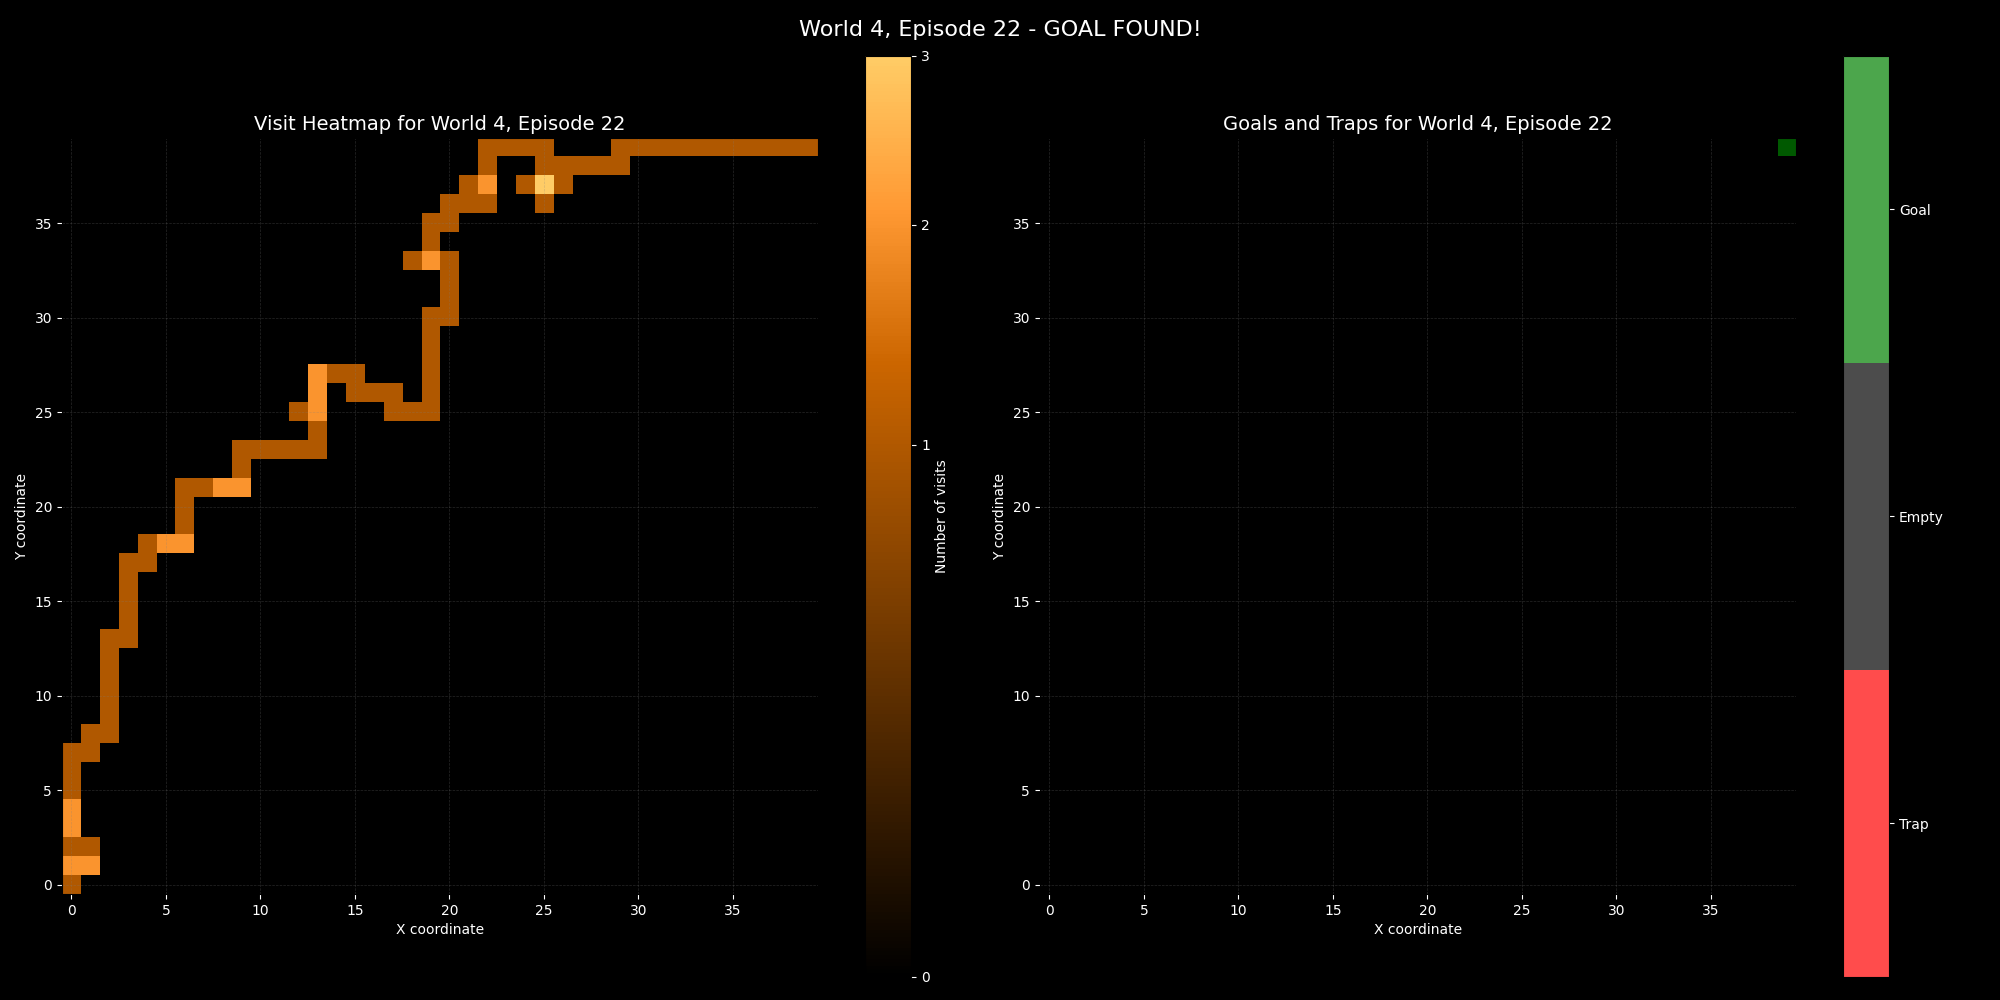 World 4, Episode 22 - GOAL FOUND!
Visit Heatmap for World 4, Episode 22
35
30
25
20
15
10
5
0
Y coordinate
0 5 10 15 20 25 30 35
X coordinate
3
2
1
0
Number of visits
Goals and Traps for World 4, Episode 22
35
30
25
20
15
10
5
0
Y coordinate
0 5 10 15 20 25 30 35
X coordinate
Goal
Empty
Trap